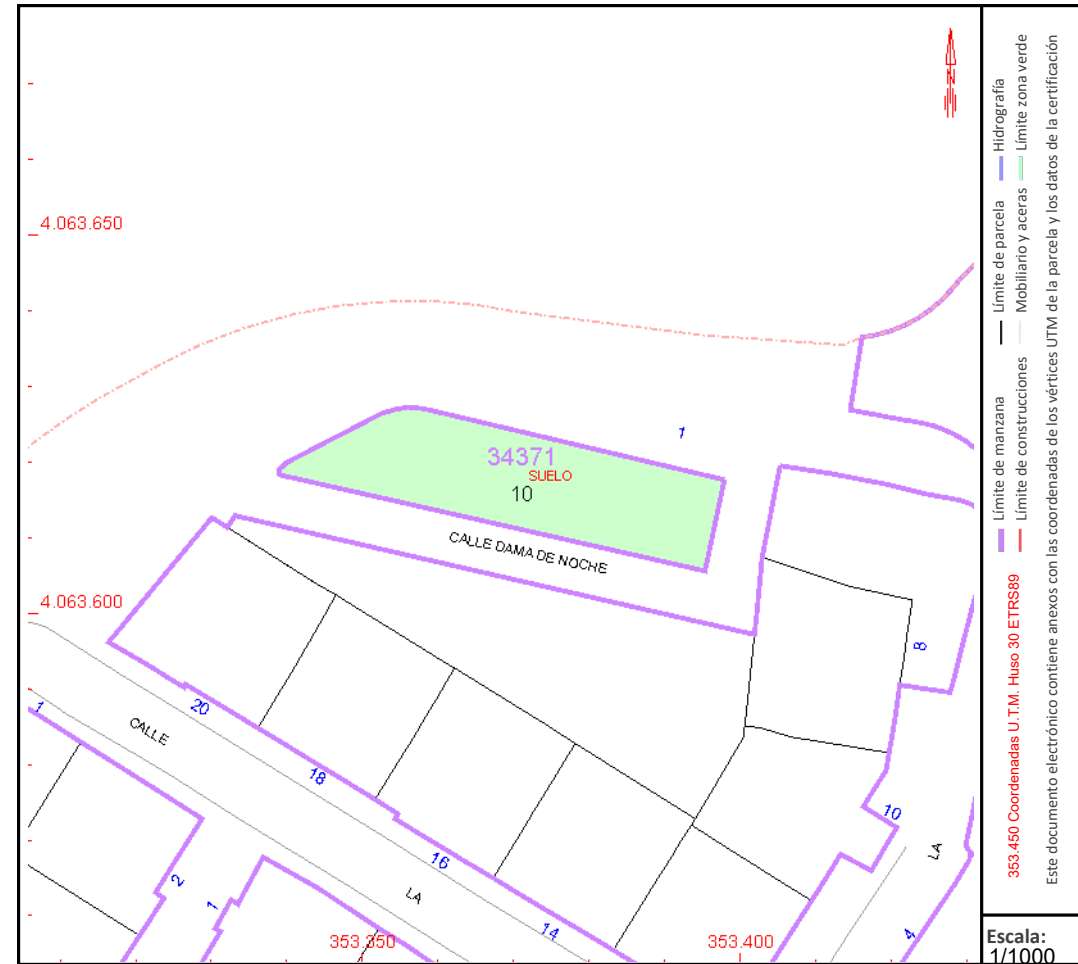 N
4.063.650
1
34371
SUELO
10
CALLE DAMA DE NOCHE
4.063.600
8
20
1
CALLE
18
10
16
LA
2
LA
1
14
4
353.350
353.400
Límite de manzana
Límite de parcela
Hidrografía
Límite de construcciones
Mobiliario y aceras
Límite zona verde
353.450 Coordenadas U.T.M. Huso 30 ETRS89
Este documento electrónico contiene anexos con las coordenadas de los vértices UTM de la parcela y los datos de la certificación
Escala:
1/1000